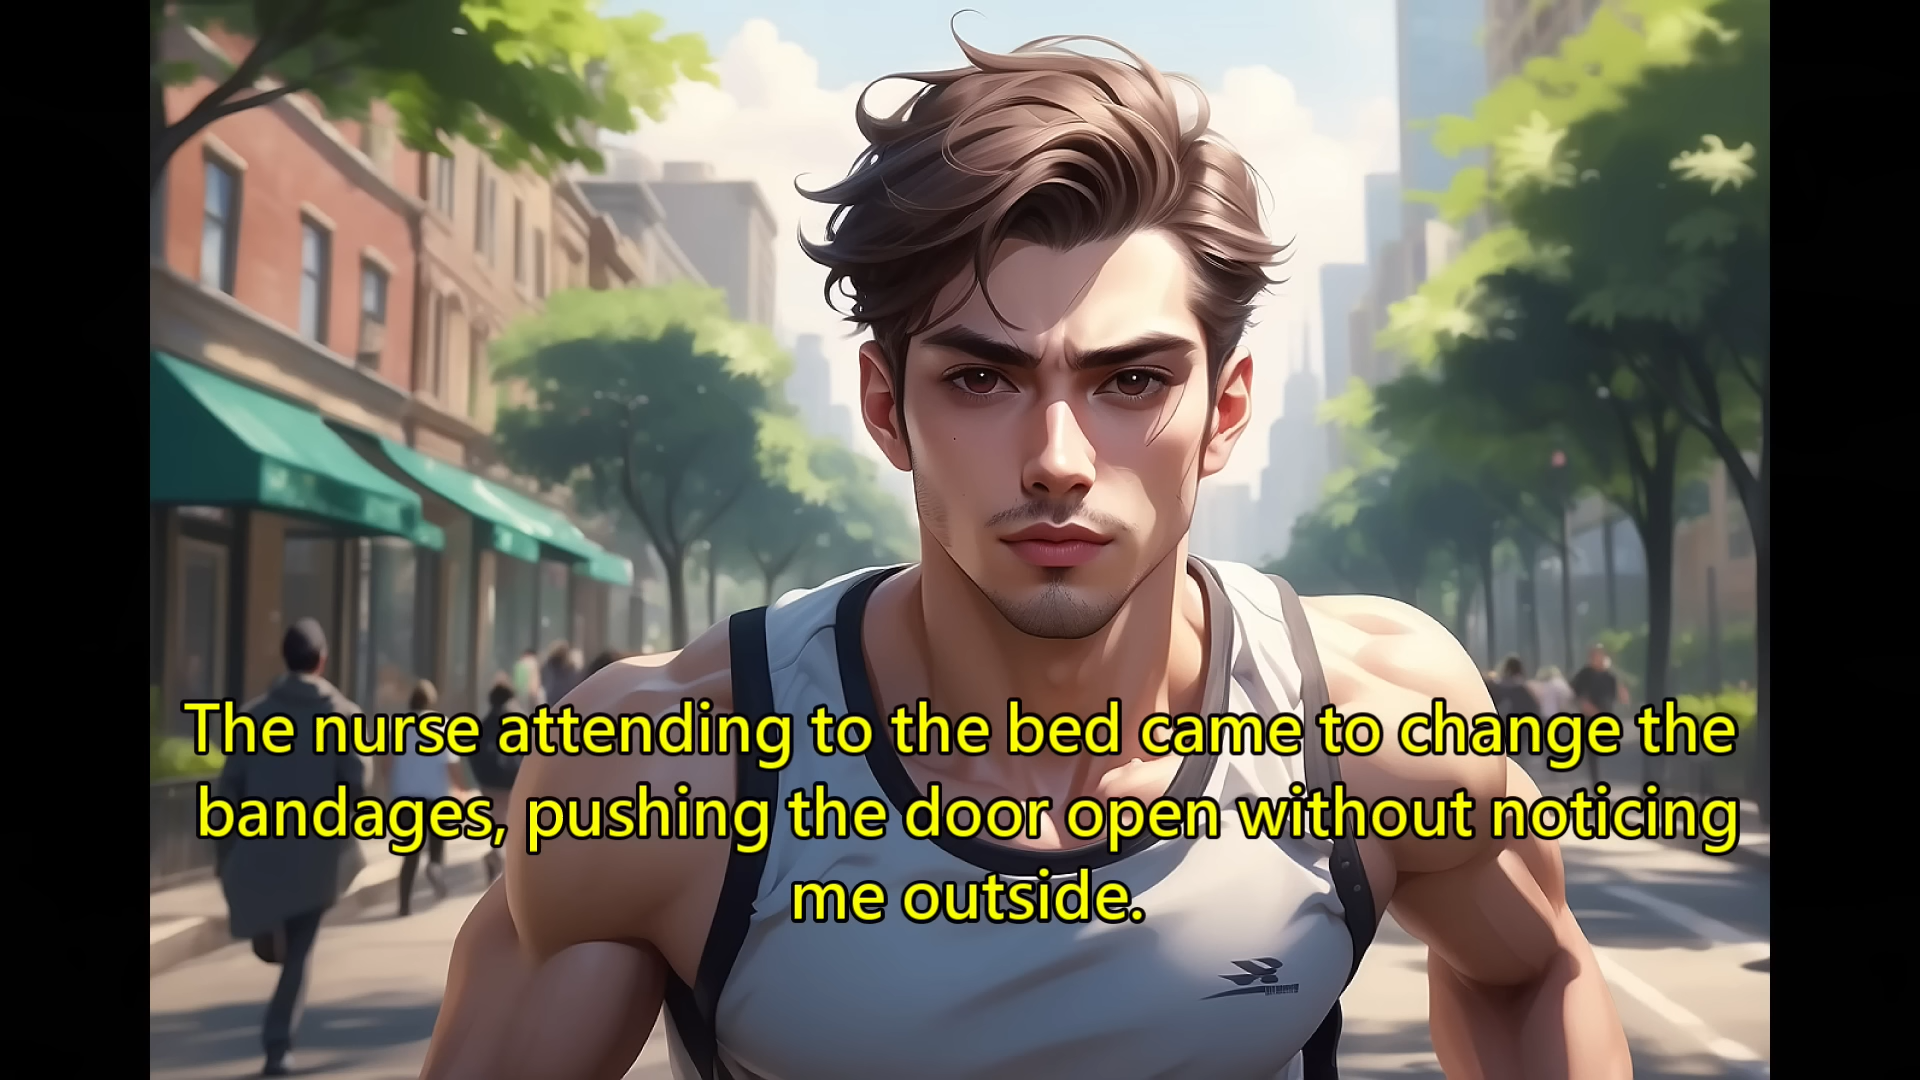 The nurse attending to the bed came to change the
bandages, pushing the door open without noticing
me outside.